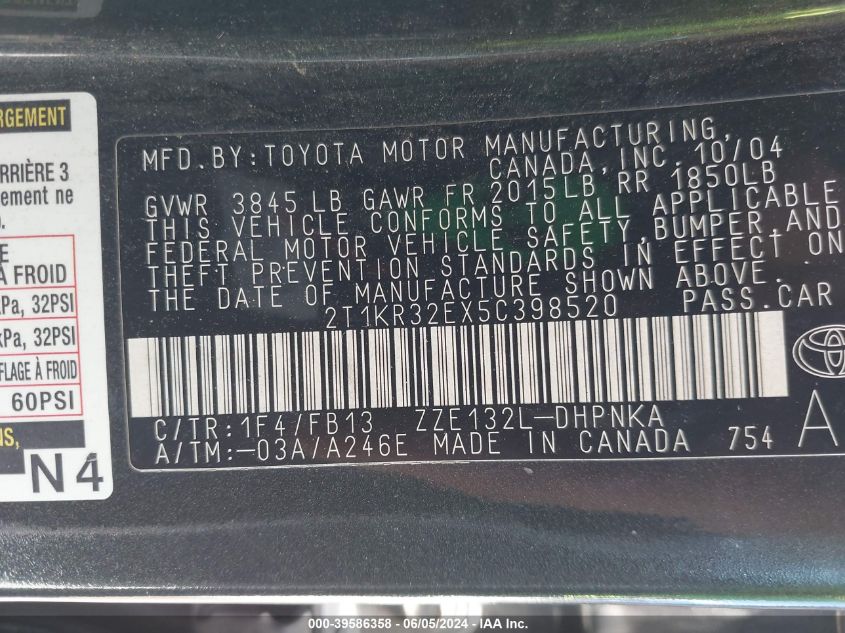 RGEMENT
ERRIÈRE 3
ement ne
E
À FROID
kPa, 32PSI
kPa, 32PSI
FLAGE À FROID
60PSI
NS,
N4
MFD.BY:TOYOTA MOTOR MANUFACTURING,
CANADA,INC. 10/04
GVWR 3845 LB GAWR FR 2015LB RR 1850LB
THIS VEHICLE CONFORMS TO ALL APPLICABLE
FEDERAL MOTOR VEHICLE SAFETY,BUMPER,AND
THEFT PREVENTION STANDARDS IN EFFECT ON
THE DATE OF MANUFACTURE SHOWN ABOVE.
2T1KR32EX5C398520 PASS.CAR
C/TR:1F4/FB13 ZZE132L-DHPNKA
A/TM:-03A/A246E MADE IN CANADA 754 A
000-39586358 - 06/05/2024 - IAA Inc.